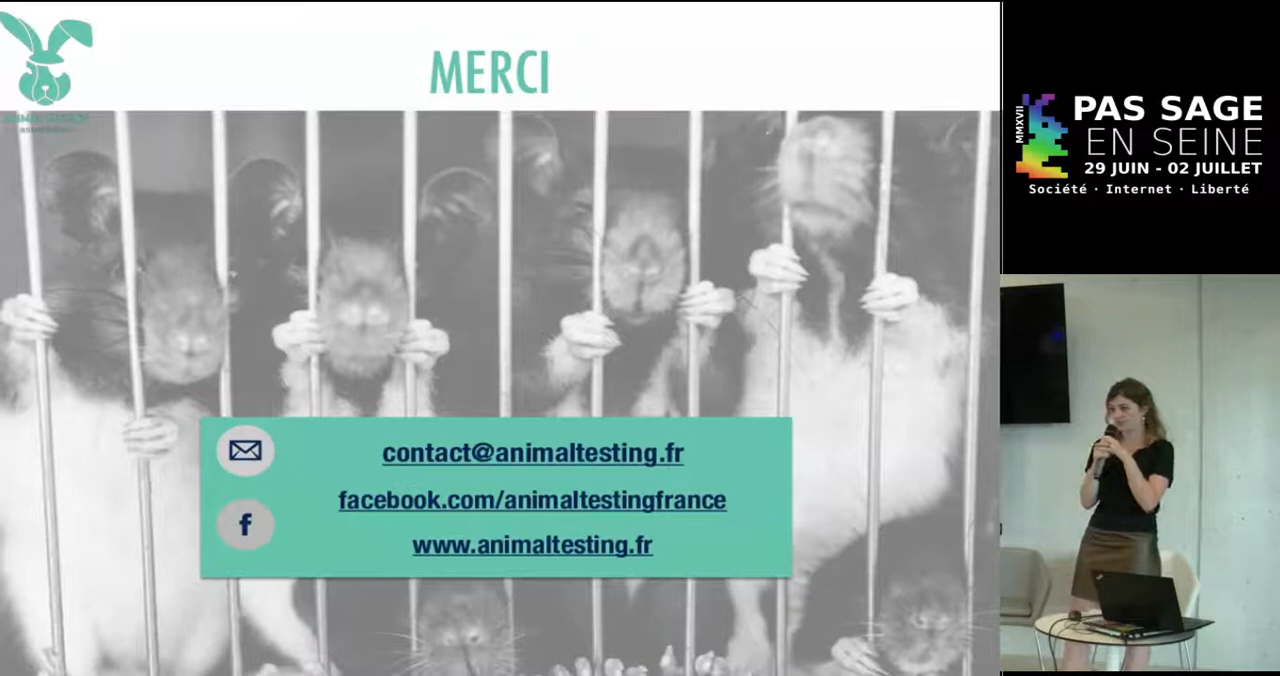 MERCI
contact@animaltesting.fr
f
facebook.com/animaltestingfrance
www.animaltesting.fr
MMXVII
PAS SAGE
EN SEINE
29 JUIN - 02 JUILLET
Société · Internet · Liberté